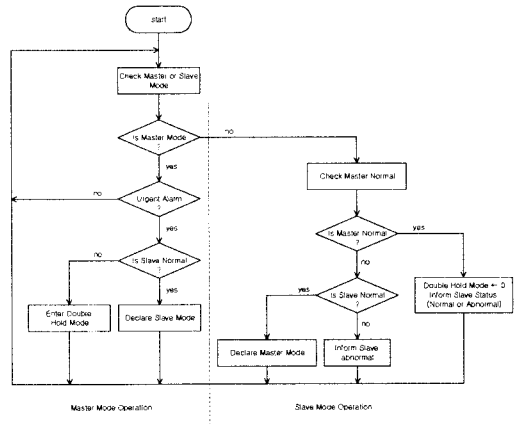 start
Check Master or Slave
Mode
Is Master Mode
?
no
yes
Check Master Normal
no
Urgent Alarm
?
yes
Is Master Normal
?
yes
no
no
Is Slave Normal
?
yes
yes
Is Slave Normal
?
no
Double Hold Mode ← 0
Inform Slave Status
(Normal or Abnormal)
Enter Double
Hold Mode
Declare Slave Mode
Declare Master Mode
Inform Slave
abnormal
Master Mode Operation
Slave Mode Operation